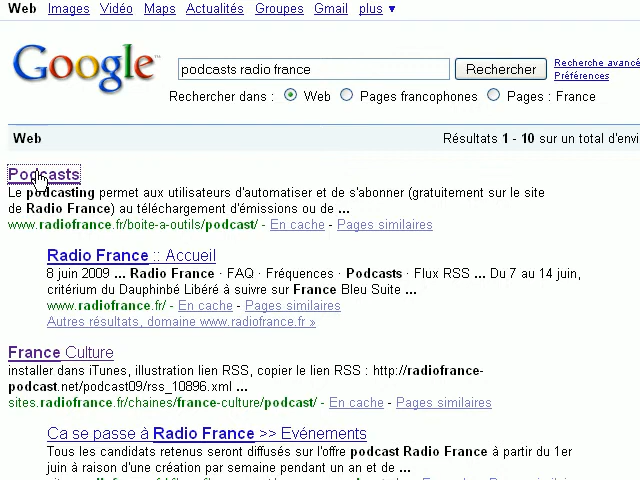 Web Images Vidéo Maps Actualités Groupes Gmail plus ▼
Google™ podcasts radio france Rechercher Recherche avancé
Préférences
Rechercher dans : Web Pages francophones Pages : France
Web Résultats 1 - 10 sur un total d'envi
Podcasts
Le podcasting permet aux utilisateurs d'automatiser et de s'abonner (gratuitement sur le site
de Radio France) au téléchargement d'émissions ou de ...
www.radiofrance.fr/boite-a-outils/podcast/ - En cache - Pages similaires
Radio France :: Accueil
8 juin 2009 ... Radio France · FAQ · Fréquences · Podcasts · Flux RSS ... Du 7 au 14 juin,
critérium du Dauphinbé Libéré à suivre sur France Bleu Suite ...
www.radiofrance.fr/ - En cache - Pages similaires
Autres résultats, domaine www.radiofrance.fr »
France Culture
installer dans iTunes, illustration lien RSS, copier le lien RSS : http://radiofrance-
podcast.net/podcast09/rss_10896.xml ...
sites.radiofrance.fr/chaines/france-culture/podcast/ - En cache - Pages similaires
Ca se passe à Radio France >> Evénements
Tous les candidats retenus seront diffusés sur l'offre podcast Radio France à partir du 1er
juin à raison d'une création par semaine pendant un an et de ...